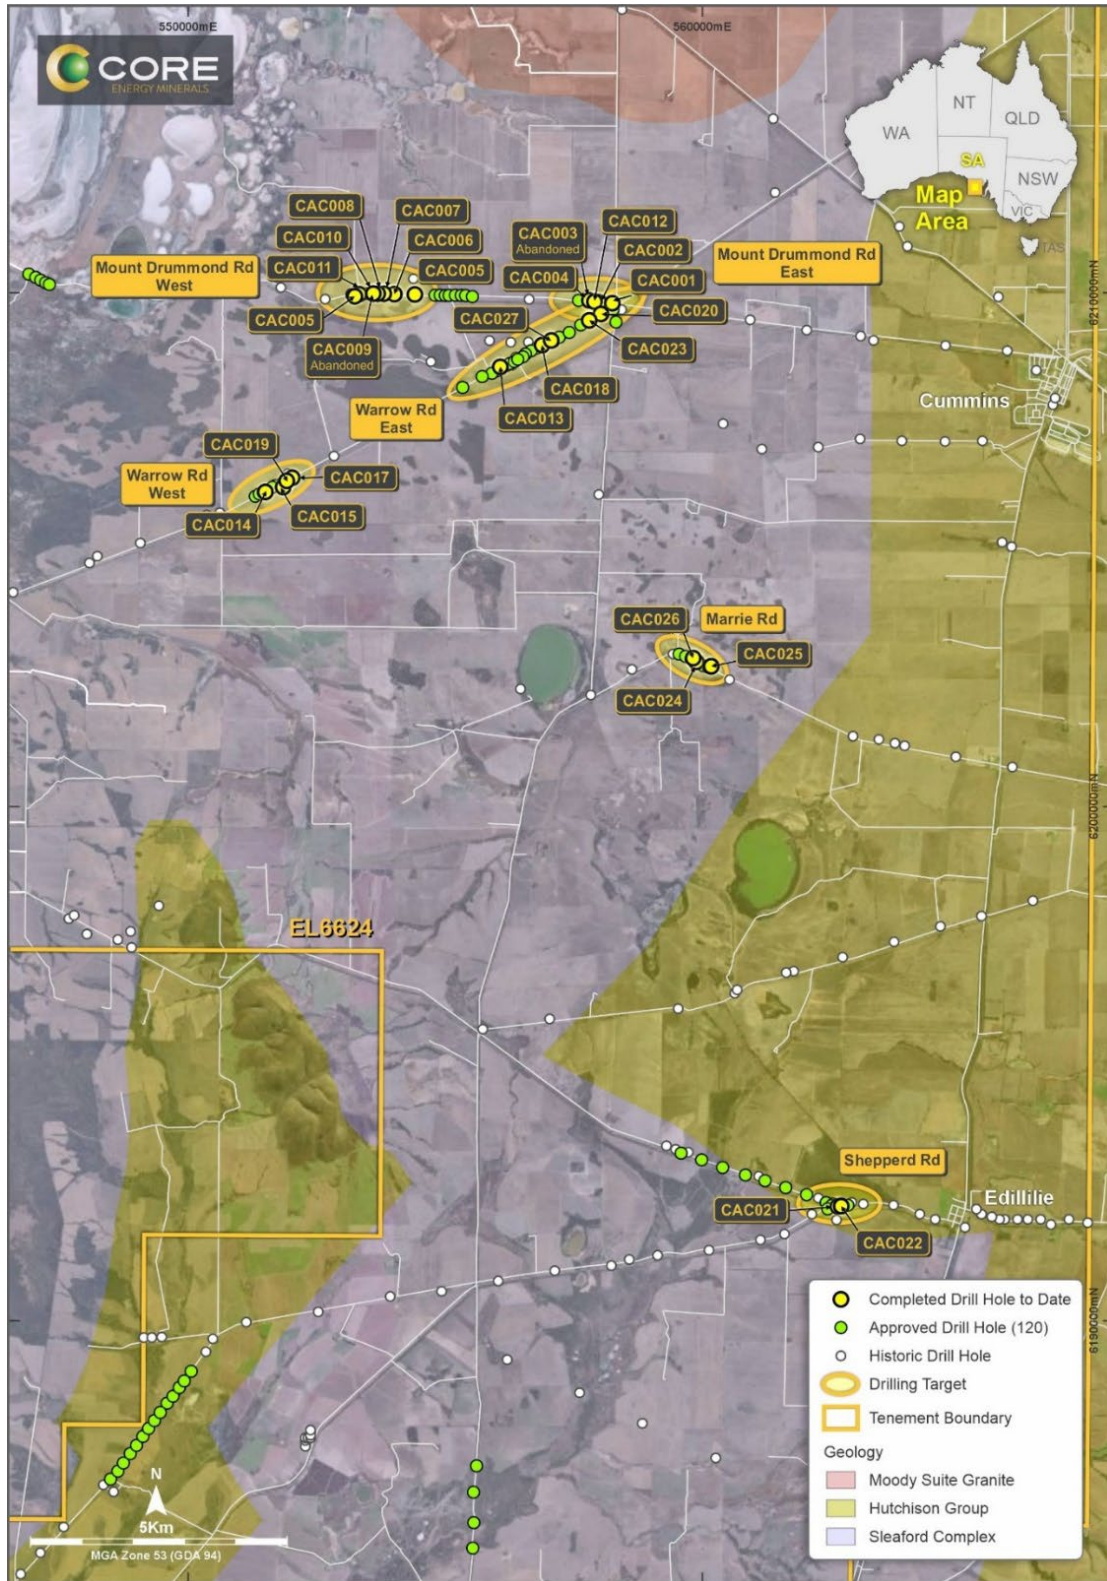 550000mE
560000mE
CORE
ENERGY MINERALS
NT
WA
QLD
SA
NSW
Map
Area
VIC
TAS
CAC008
CAC007
CAC010
CAC006
CAC011
CAC005
CAC005
CAC009
Abandoned
Mount Drummond Rd
West
CAC003
Abandoned
CAC012
CAC002
CAC004
CAC001
CAC020
CAC027
CAC023
CAC018
CAC013
Mount Drummond Rd
East
6210000mN
Warrow Rd
East
Cummins
CAC019
CAC017
Warrow Rd
West
CAC014
CAC015
CAC026
Marrie Rd
CAC025
CAC024
6200000mN
EL6624
Shepperd Rd
CAC021
CAC022
Edillilie
6190000mN
Completed Drill Hole to Date
Approved Drill Hole (120)
Historic Drill Hole
Drilling Target
Tenement Boundary
Geology
Moody Suite Granite
Hutchison Group
Sleaford Complex
N
5Km
MGA Zone 53 (GDA 94)